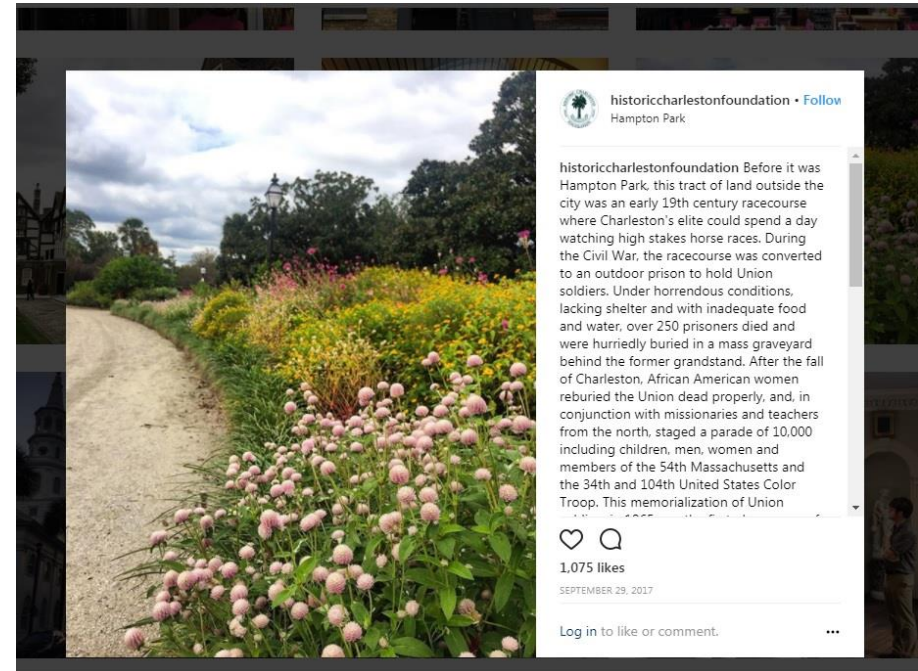 historiccharlestonfoundation • Follow
Hampton Park
historiccharlestonfoundation Before it was
Hampton Park, this tract of land outside the
city was an early 19th century racecourse
where Charleston's elite could spend a day
watching high stakes horse races. During
the Civil War, the racecourse was converted
to an outdoor prison to hold Union
soldiers. Under horrendous conditions,
lacking shelter and with inadequate food
and water, over 250 prisoners died and
were hurriedly buried in a mass graveyard
behind the former grandstand. After the fall
of Charleston, African American women
reburied the Union dead properly, and, in
conjunction with missionaries and teachers
from the north, staged a parade of 10,000
including children, men, women and
members of the 54th Massachusetts and
the 34th and 104th United States Color
Troop. This memorialization of Union
1,075 likes
SEPTEMBER 29, 2017
Log in to like or comment.